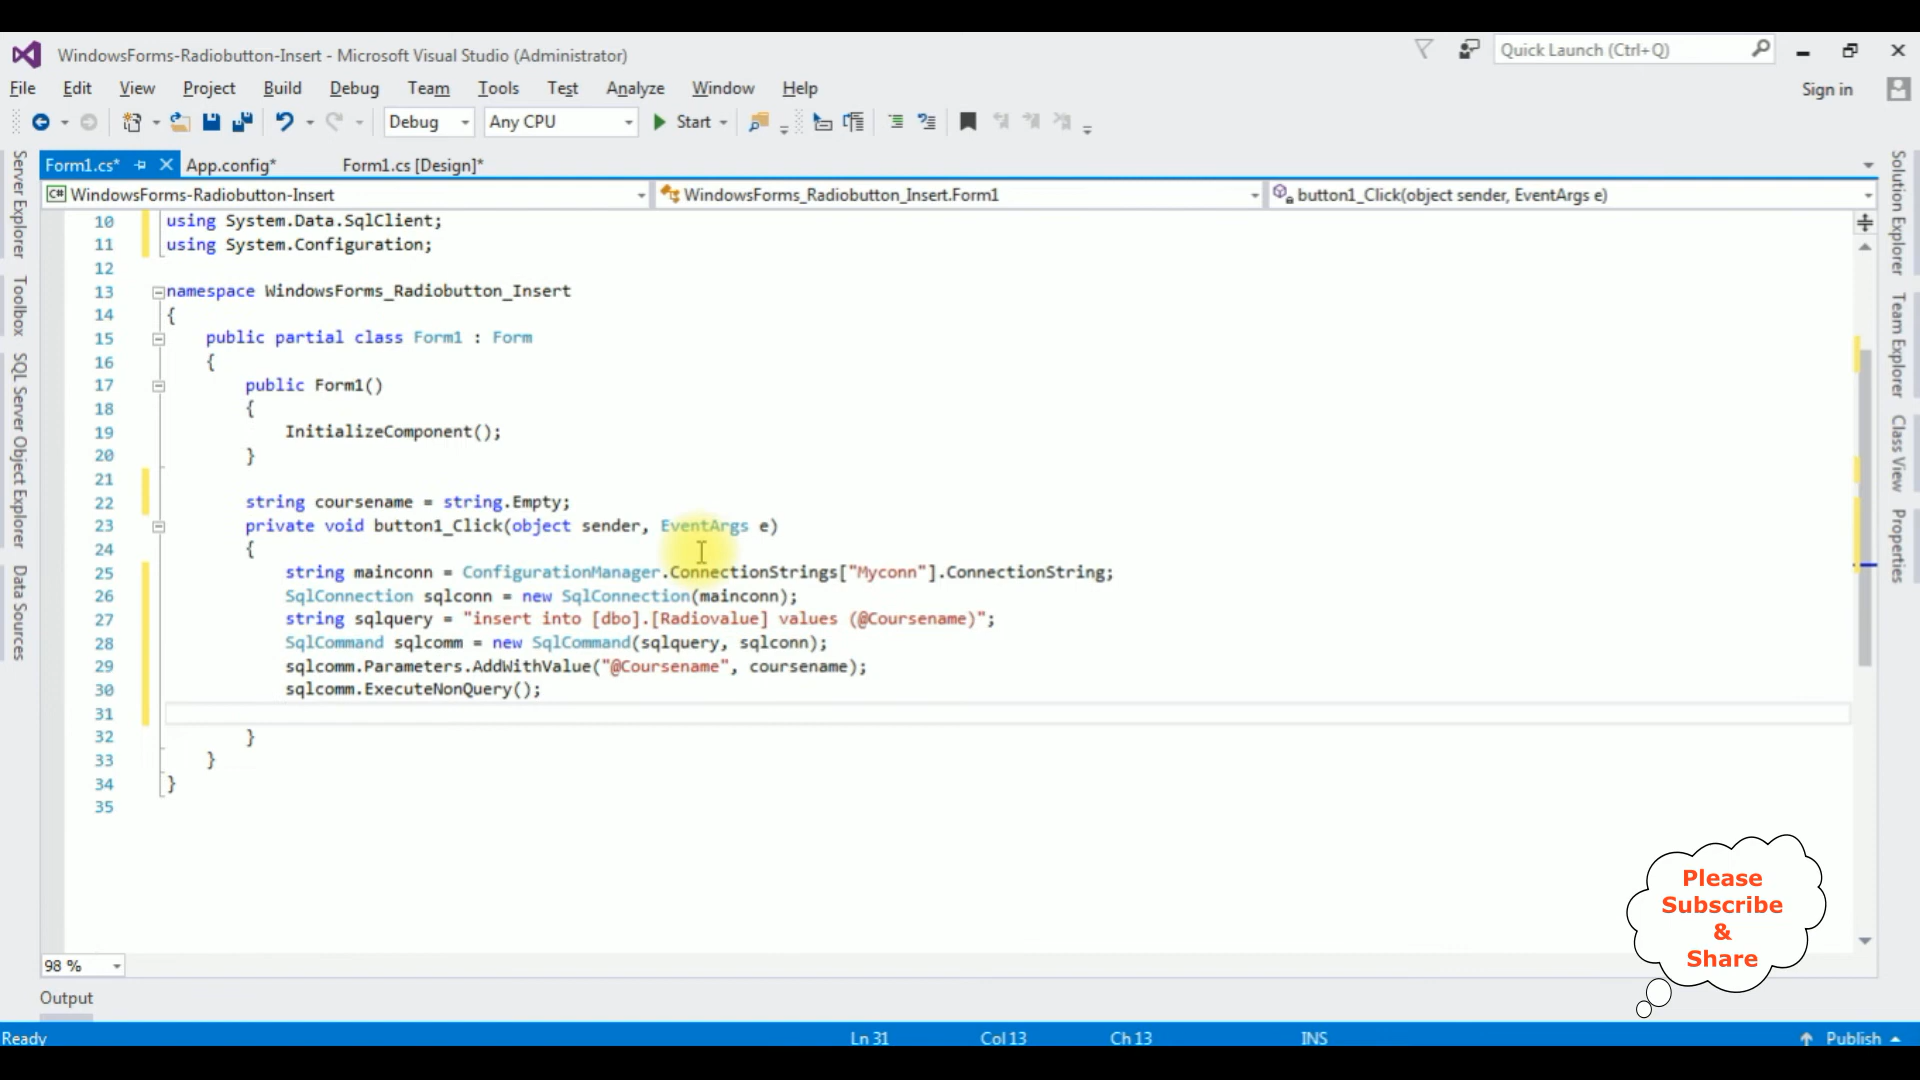 WindowsForms-Radiobutton-Insert - Microsoft Visual Studio (Administrator)
Quick Launch (Ctrl+Q)
File Edit View Project Build Debug Team Tools Test Analyze Window Help
Sign in
Debug Any CPU Start
Form1.cs* App.config* Form1.cs [Design]*
C# WindowsForms-Radiobutton-Insert WindowsForms_Radiobutton_Insert.Form1 button1_Click(object sender, EventArgs e)
Server Explorer
Toolbox
SQL Server Object Explorer
Data Sources
10 using System.Data.SqlClient;
11 using System.Configuration;
12
13 namespace WindowsForms_Radiobutton_Insert
14 {
15 public partial class Form1 : Form
16 {
17 public Form1()
18 {
19 InitializeComponent();
20 }
21
22 string coursename = string.Empty;
23 private void button1_Click(object sender, EventArgs e)
24 {
25 string mainconn = ConfigurationManager.ConnectionStrings["Myconn"].ConnectionString;
26 SqlConnection sqlconn = new SqlConnection(mainconn);
27 string sqlquery = "insert into [dbo].[Radiovalue] values (@Coursename)";
28 SqlCommand sqlcomm = new SqlCommand(sqlquery, sqlconn);
29 sqlcomm.Parameters.AddWithValue("@Coursename", coursename);
30 sqlcomm.ExecuteNonQuery();
31
32 }
33 }
34 }
35
Solution Explorer
Team Explorer
Class View
Properties
Please
Subscribe
&
Share
98 %
Output
Ready Ln 31 Col 13 Ch 13 INS Publish